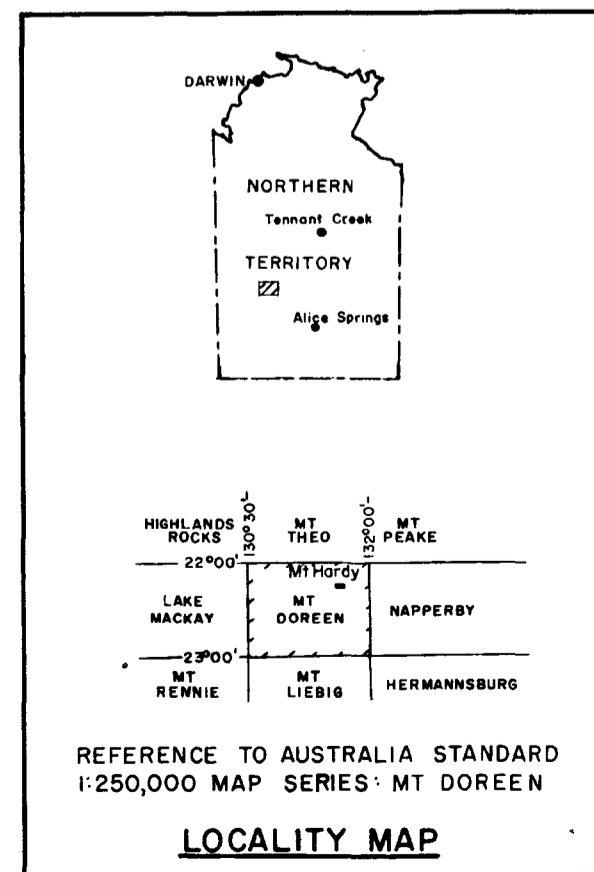 DARWIN
NORTHERN
Tennant Creek
TERRITORY
Alice Springs
HIGHLANDS
ROCKS
130°30'
MT
THEO
132°00'
MT
PEAKE
22°00'
Mt Hardy
LAKE
MACKAY
MT
DOREEN
NAPPERBY
23°00'
MT
RENNIE
MT
LIEBIG
HERMANNSBURG
REFERENCE TO AUSTRALIA STANDARD
1:250,000 MAP SERIES: MT DOREEN
LOCALITY MAP